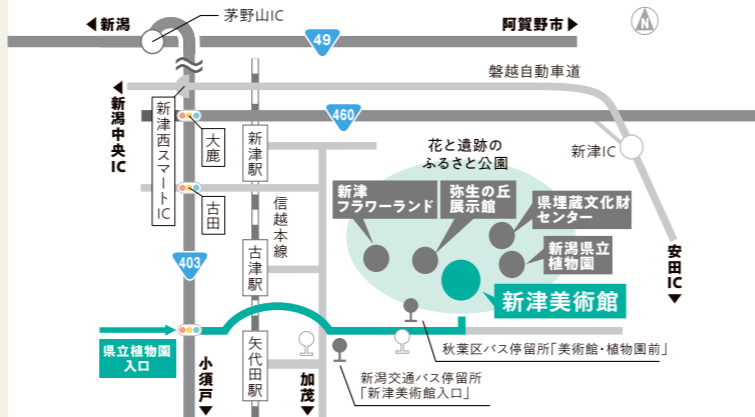 新潟
茅野山IC
阿賀野市
N
49
磐越自動車道
新潟中央IC
新津西スマートIC
大鹿
新津駅
460
花と遺跡の
ふるさと公園
新津IC
古田
信越本線
新津
フラワーランド
弥生の丘
展示館
県埋蔵文化財
センター
新潟県立
植物園
403
古津駅
安田IC
新津美術館
県立植物園
入口
小須戸
矢代田駅
加茂
秋葉区バス停留所「美術館・植物園前」
新潟交通バス停留所
「新津美術館入口」